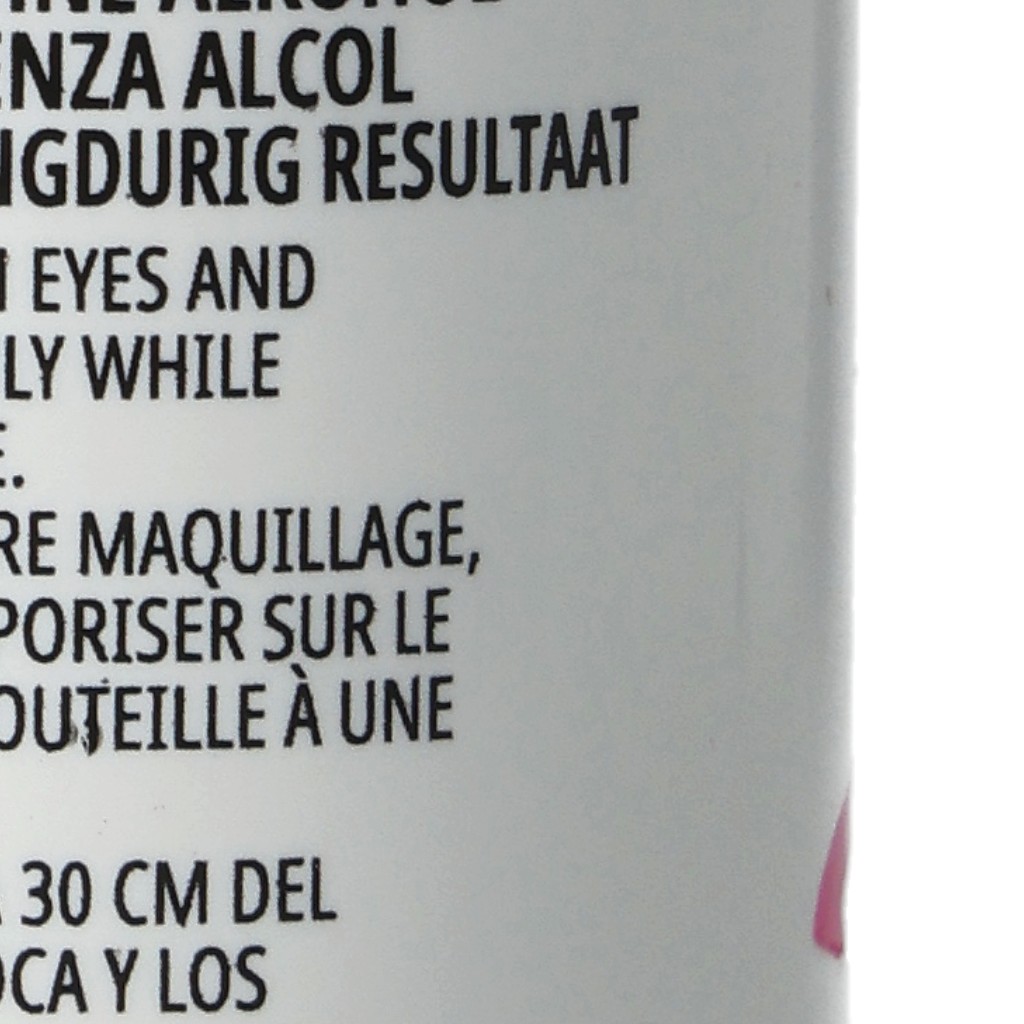 ENZA ALCOL
NGDURIG RESULTAAT
EYES AND
LY WHILE
E.
RE MAQUILLAGE,
PORISER SUR LE
OUTEILLE À UNE
30 CM DEL
OCA Y LOS